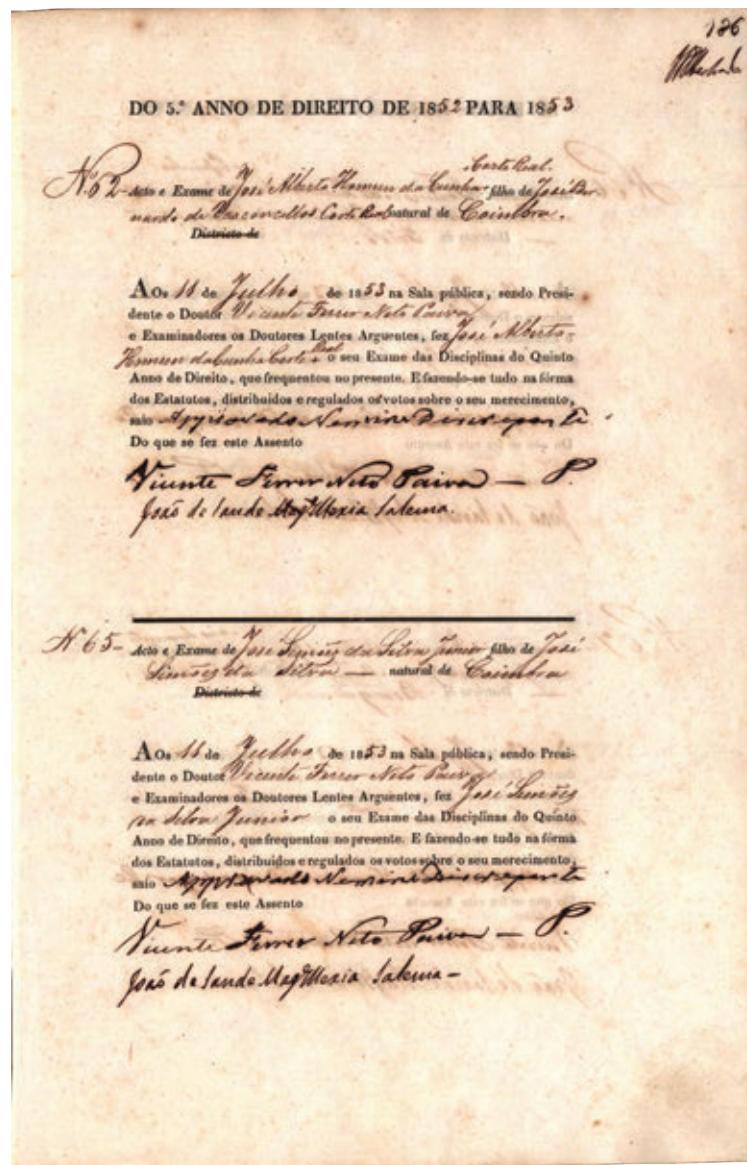 186
DO 5.º ANNO DE DIREITO DE 1852 PARA 1853
Corte Real.
Nº 62 - Acto e Exame de José Alberto Homem da Cunha filho de José Ber
nardo de Vasconcellos Corte Real natural de Coimbra.
Districto de
AOs 11 de Julho de 1853 na Sala pública, sendo Presi-
dente o Doutor Vicente Ferrer Neto Paiva
e Examinadores os Doutores Lentes Arguentes, fez José Alberto
Homem da Cunha Corte Real o seu Exame das Disciplinas do Quinto
Anno de Direito, que frequentou no presente. E fazendo-se tudo na fórma
dos Estatutos, distribuidos e regulados os votos sobre o seu merecimento,
saío Approvado Nemine Discrepante
Do que se fez este Assento
Vicente Ferrer Neto Paiva — P.
João de Sande Mag.es Mexia Salema.
Nº 65 - Acto e Exame de José Simões da Silva Junior filho de José
Simões da Silva — natural de Coimbra
Districto de
AOs 11 de Julho de 1853 na Sala pública, sendo Presi-
dente o Doutor Vicente Ferrer Neto Paiva
e Examinadores os Doutores Lentes Arguentes, fez José Simões
da Silva Junior o seu Exame das Disciplinas do Quinto
Anno de Direito, que frequentou no presente. E fazendo-se tudo na fórma
dos Estatutos, distribuidos e regulados os votos sobre o seu merecimento,
saío Approvado Nemine Discrepante
Do que se fez este Assento
Vicente Ferrer Neto Paiva — P.
João de Sande Mag.es Mexia Salema -